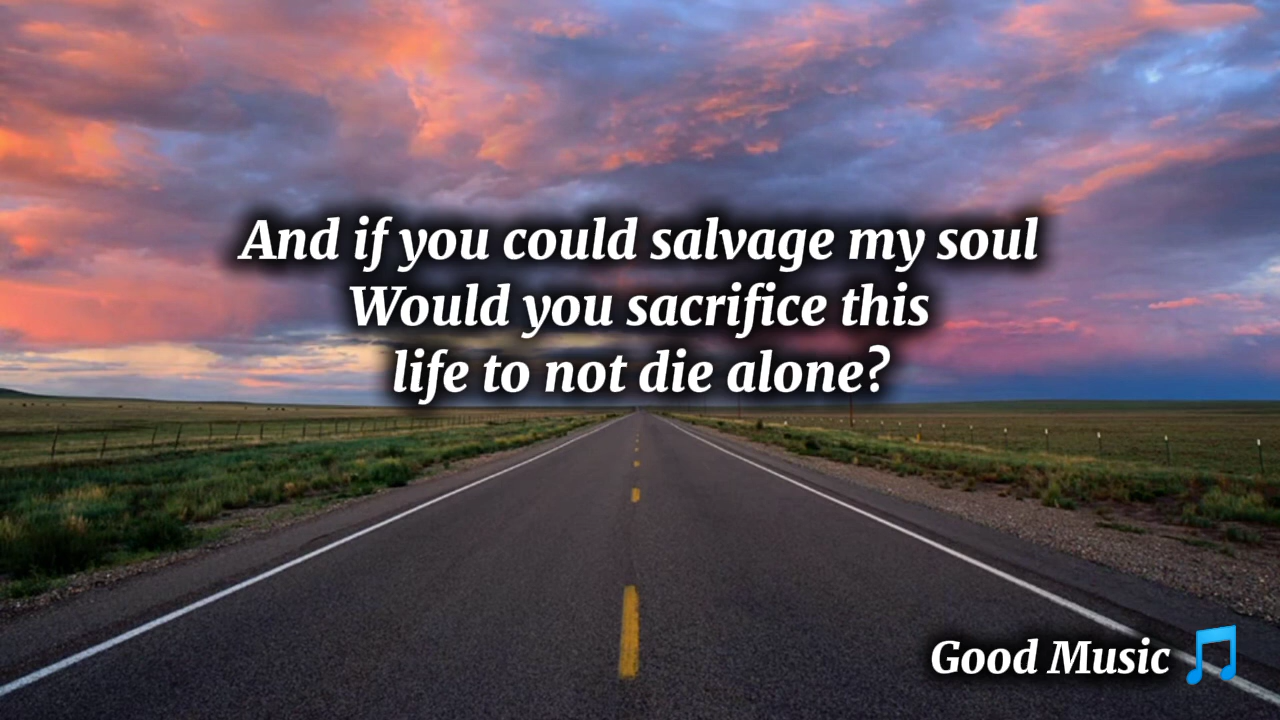 And if you could salvage my soul
Would you sacrifice this
life to not die alone?
Good Music 🎵